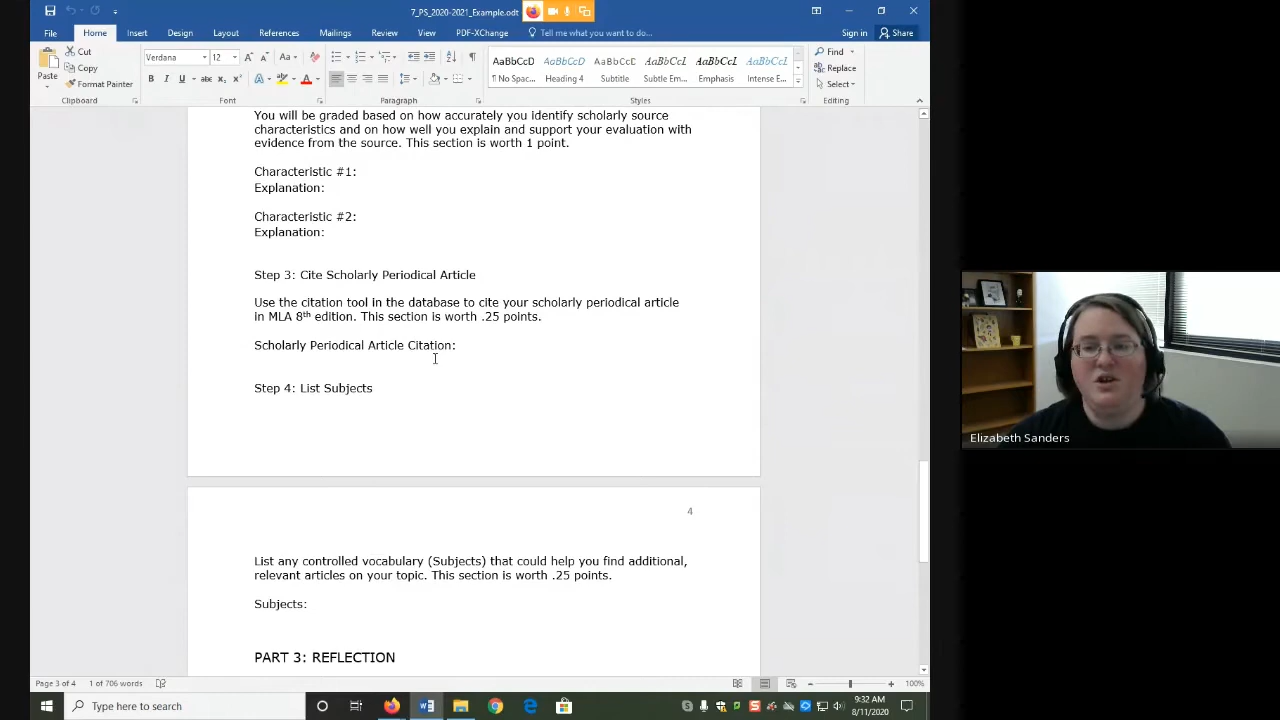 7_PS_2020-2021_Example.odt
File Home Insert Design Layout References Mailings Review View PDF-XChange Tell me what you want to do... Sign in Share
Paste
Cut
Copy
Format Painter
Clipboard
Verdana 12
Font
Paragraph
AaBbCcD AaBbCcD AaBbCcD AaBbCcL AaBbCcL AaBbCcL
¶ No Spac... Heading 4 Subtitle Subtle Em... Emphasis Intense E...
Styles
Find
Replace
Select
Editing
You will be graded based on how accurately you identify scholarly source
characteristics and on how well you explain and support your evaluation with
evidence from the source. This section is worth 1 point.
Characteristic #1:
Explanation:
Characteristic #2:
Explanation:
Step 3: Cite Scholarly Periodical Article
Use the citation tool in the database to cite your scholarly periodical article
in MLA 8th edition. This section is worth .25 points.
Scholarly Periodical Article Citation:
Step 4: List Subjects
4
List any controlled vocabulary (Subjects) that could help you find additional,
relevant articles on your topic. This section is worth .25 points.
Subjects:
PART 3: REFLECTION
Elizabeth Sanders
Page 3 of 4 1 of 706 words 100%
Type here to search
9:32 AM
8/11/2020